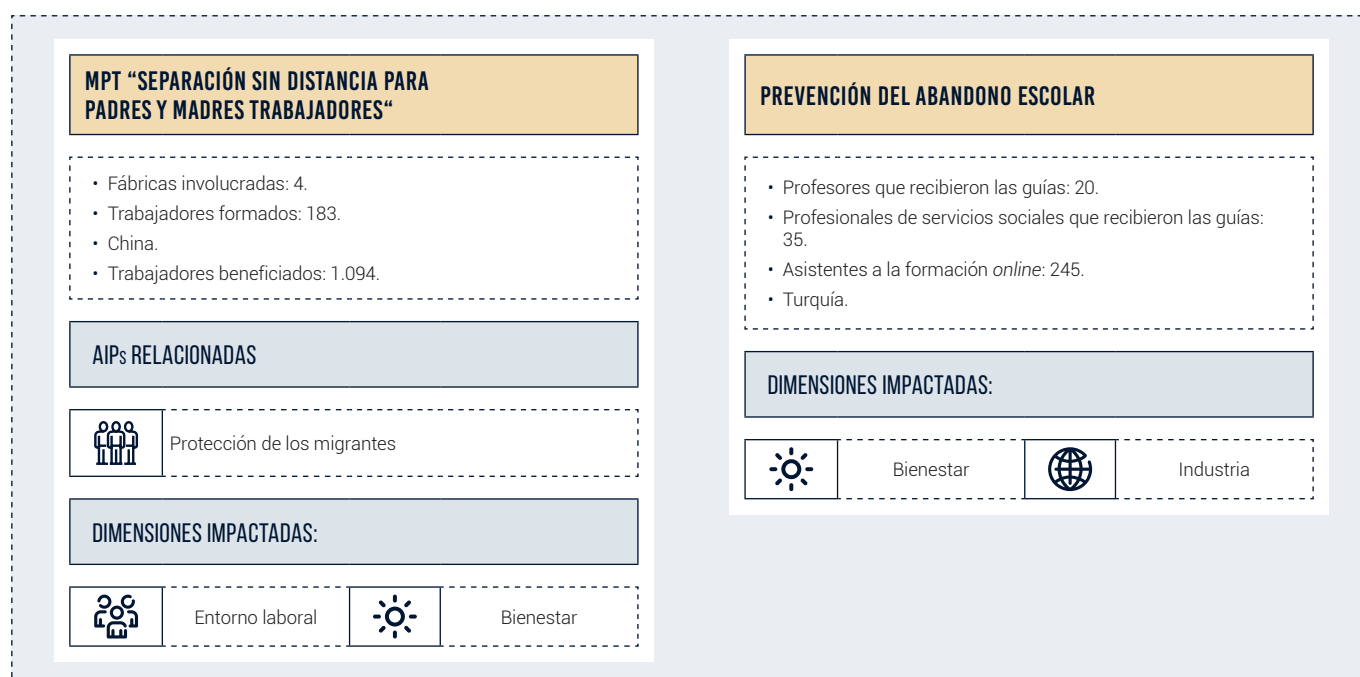 MPT “SEPARACIÓN SIN DISTANCIA PARA
PADRES Y MADRES TRABAJADORES“
• Fábricas involucradas: 4.
• Trabajadores formados: 183.
• China.
• Trabajadores beneficiados: 1.094.
AIPs RELACIONADAS
Protección de los migrantes
DIMENSIONES IMPACTADAS:
Entorno laboral
Bienestar
PREVENCIÓN DEL ABANDONO ESCOLAR
• Profesores que recibieron las guías: 20.
• Profesionales de servicios sociales que recibieron las guías:
35.
• Asistentes a la formación online: 245.
• Turquía.
DIMENSIONES IMPACTADAS:
Bienestar
Industria